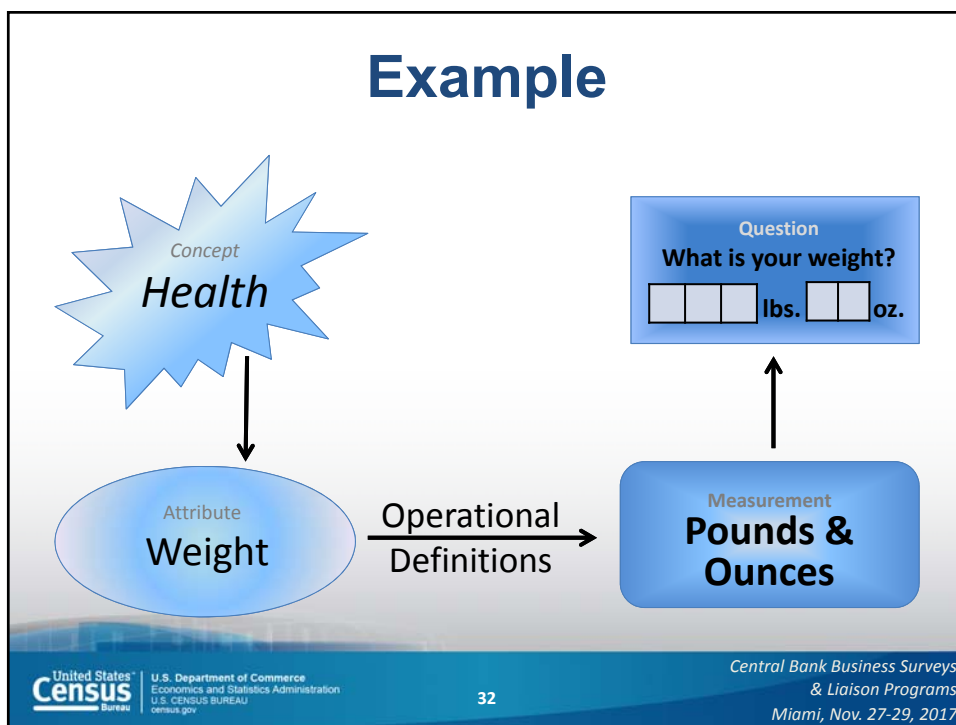 Example
Concept
Health
Question
What is your weight?
lbs. oz.
Attribute
Weight
Operational
Definitions
Measurement
Pounds &
Ounces
United States™
Census
Bureau
U.S. Department of Commerce
Economics and Statistics Administration
U.S. CENSUS BUREAU
census.gov
32
Central Bank Business Surveys
& Liaison Programs
Miami, Nov. 27-29, 2017